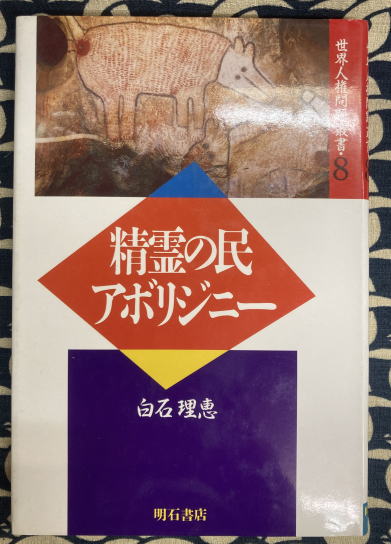 世界人権問題叢書・8
精霊の民
アボリジニー
白石 理恵
明石書店